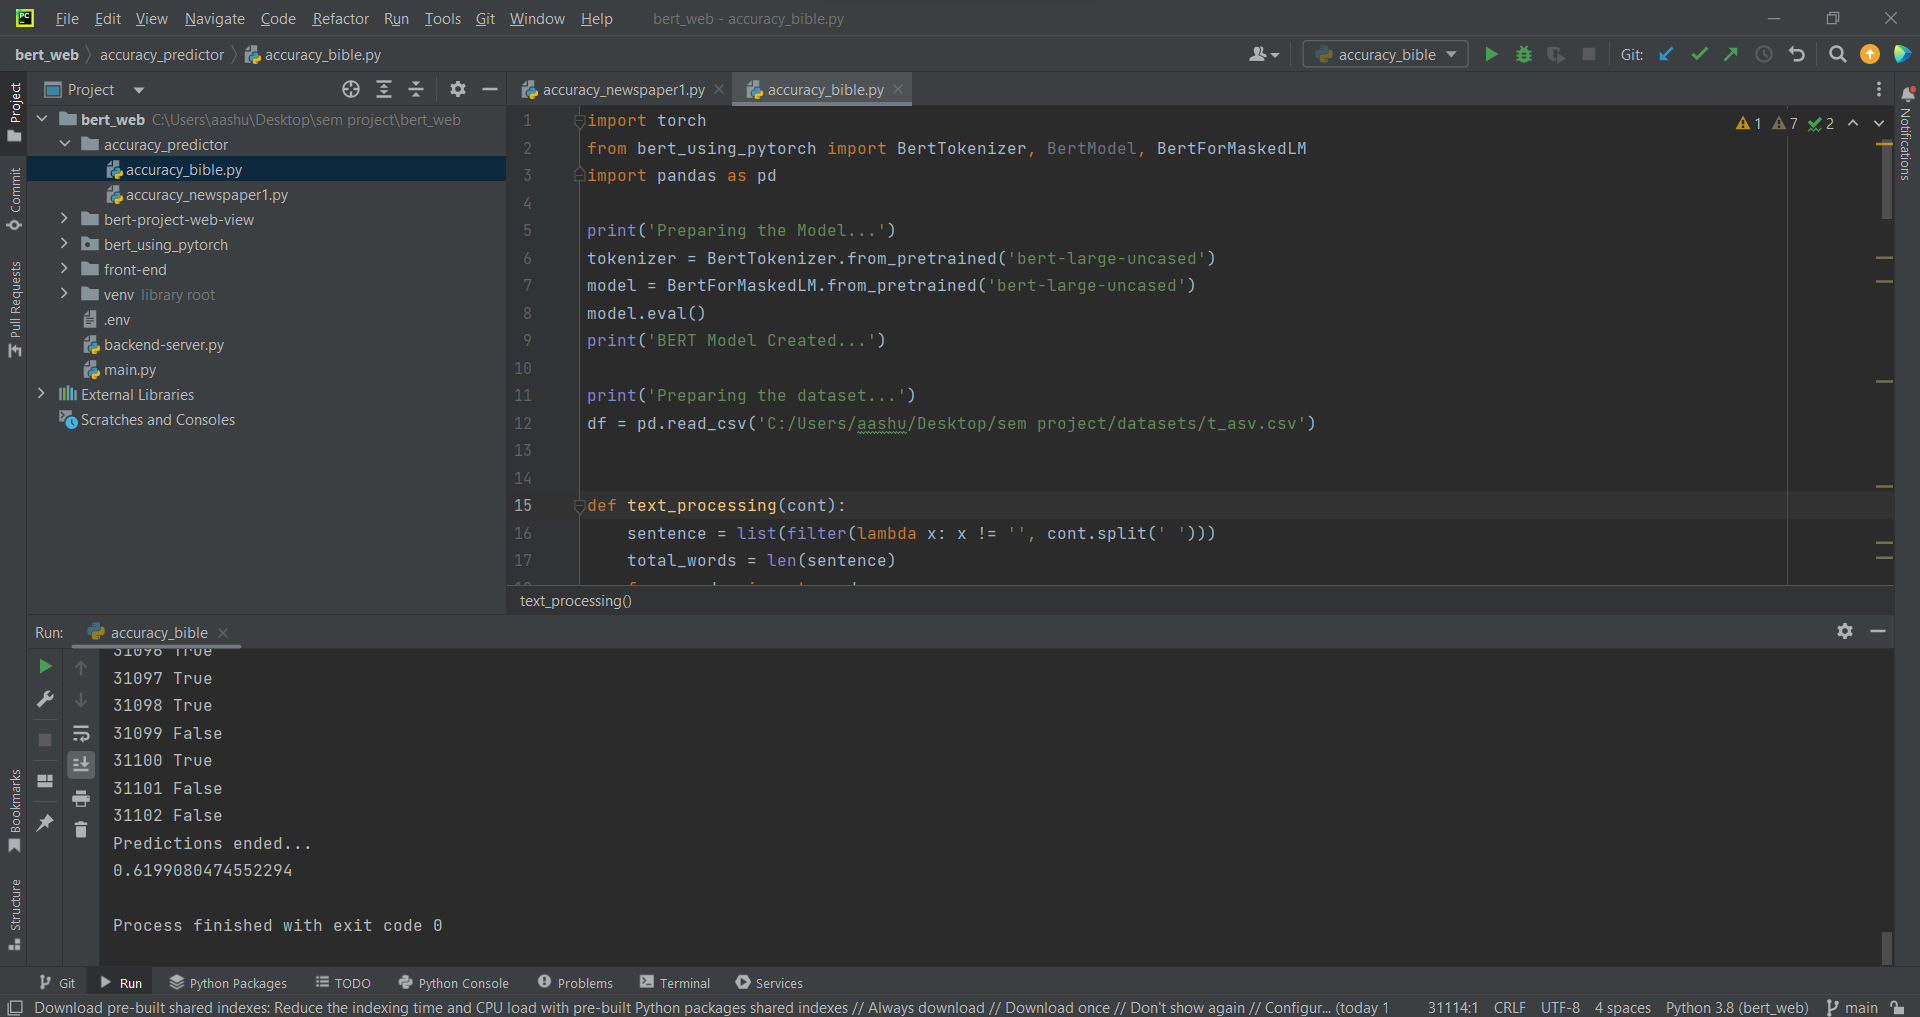 PC
File Edit View Navigate Code Refactor Run Tools Git Window Help bert_web - accuracy_bible.py
bert_web accuracy_predictor accuracy_bible.py accuracy_bible Git:
Project
accuracy_newspaper1.py accuracy_bible.py
bert_web C:\Users\aashu\Desktop\sem project\bert_web
accuracy_predictor
accuracy_bible.py
accuracy_newspaper1.py
bert-project-web-view
bert_using_pytorch
front-end
venv library root
.env
backend-server.py
main.py
External Libraries
Scratches and Consoles
Project
Commit
Pull Requests
Bookmarks
Structure
Notifications
1 7 2
1 import torch
2 from bert_using_pytorch import BertTokenizer, BertModel, BertForMaskedLM
3 import pandas as pd
4
5 print('Preparing the Model...')
6 tokenizer = BertTokenizer.from_pretrained('bert-large-uncased')
7 model = BertForMaskedLM.from_pretrained('bert-large-uncased')
8 model.eval()
9 print('BERT Model Created...')
10
11 print('Preparing the dataset...')
12 df = pd.read_csv('C:/Users/aashu/Desktop/sem project/datasets/t_asv.csv')
13
14
15 def text_processing(cont):
16 sentence = list(filter(lambda x: x != '', cont.split(' ')))
17 total_words = len(sentence)
text_processing()
Run: accuracy_bible
31096 True
31097 True
31098 True
31099 False
31100 True
31101 False
31102 False
Predictions ended...
0.6199080474552294
Process finished with exit code 0
Git Run Python Packages TODO Python Console Problems Terminal Services
Download pre-built shared indexes: Reduce the indexing time and CPU load with pre-built Python packages shared indexes // Always download // Download once // Don't show again // Configur... (today 1 31114:1 CRLF UTF-8 4 spaces Python 3.8 (bert_web) main